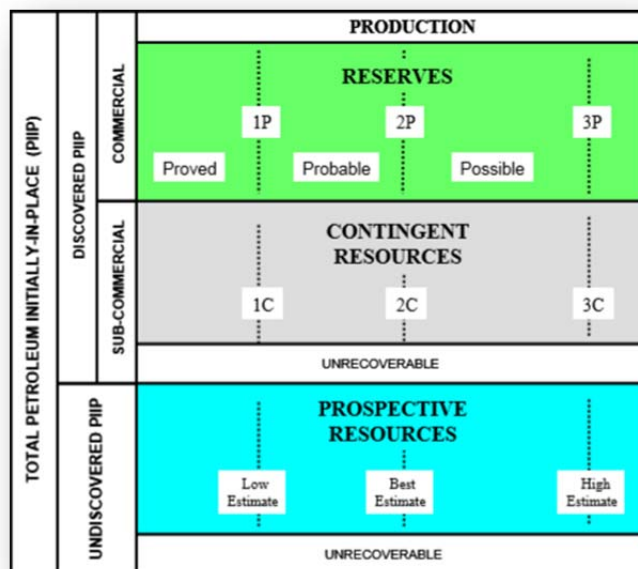 TOTAL PETROLEUM INITIALLY-IN-PLACE (PIIP)
DISCOVERED PIIP
UNDISCOVERED PIIP
COMMERCIAL
SUB-COMMERCIAL
PRODUCTION
RESERVES
1P 2P 3P
Proved Probable Possible
CONTINGENT
RESOURCES
1C 2C 3C
UNRECOVERABLE
PROSPECTIVE
RESOURCES
Low Best High
Estimate Estimate Estimate
UNRECOVERABLE